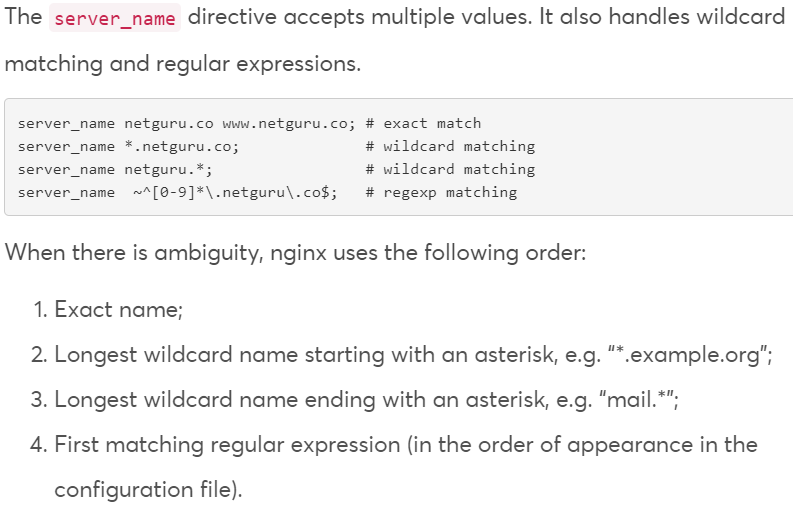 The server_name directive accepts multiple values. It also handles wildcard
matching and regular expressions.
server_name netguru.co www.netguru.co; # exact match
server_name *.netguru.co;              # wildcard matching
server_name netguru.*;                 # wildcard matching
server_name  ~^[0-9]*\.netguru\.co$;   # regexp matching
When there is ambiguity, nginx uses the following order:
1. Exact name;
2. Longest wildcard name starting with an asterisk, e.g. “*.example.org”;
3. Longest wildcard name ending with an asterisk, e.g. “mail.*”;
4. First matching regular expression (in the order of appearance in the
configuration file).